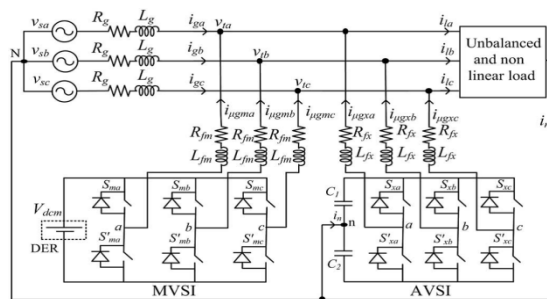 v_sa R_g L_g i_ga v_ta i_la
N v_sb R_g L_g i_gb v_tb i_lb
v_sc R_g L_g i_gc v_tc i_lc
Unbalanced and non linear load
i_μgma i_μgmb i_μgmc i_μgxa i_μgxb i_μgxc i_n
R_fm R_fm R_fm R_fx R_fx R_fx
L_fm L_fm L_fm L_fx L_fx L_fx
V_dcm S_ma S_mb S_mc C_1 S_xa S_xb S_xc
a b c i_n n a b c
DER S'_ma S'_mb S'_mc C_2 S'_xa S'_xb S'_xc
MVSI AVSI